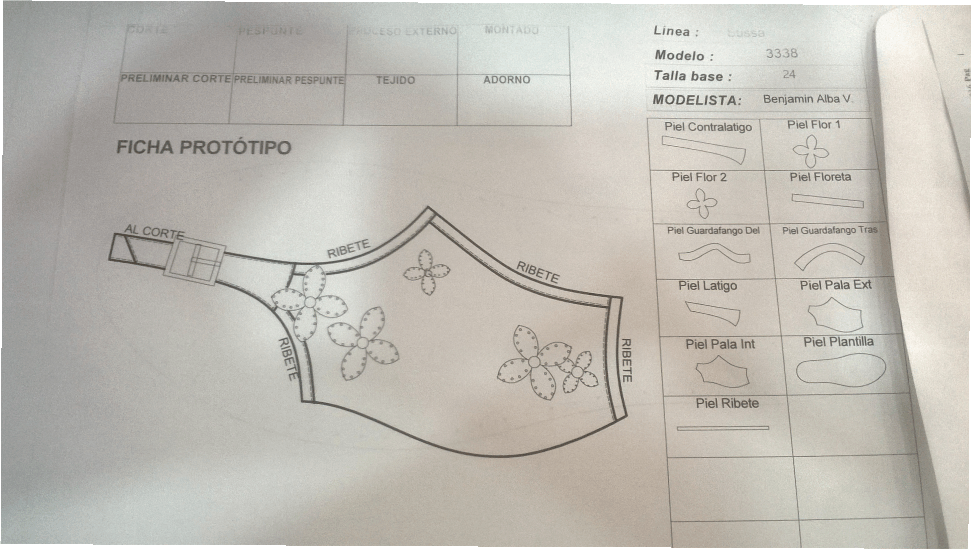 CORTE PESPUNTE PROCESO EXTERNO MONTADO
PRELIMINAR CORTE PRELIMINAR PESPUNTE TEJIDO ADORNO
FICHA PROTÓTIPO
AL CORTE
RIBETE
RIBETE
RIBETE
RIBETE
Línea : Lussa
Modelo : 3338
Talla base : 24
MODELISTA: Benjamin Alba V.
Piel Contralatigo Piel Flor 1
Piel Flor 2 Piel Floreta
Piel Guardafango Del Piel Guardafango Tras
Piel Latigo Piel Pala Ext
Piel Pala Int Piel Plantilla
Piel Ribete